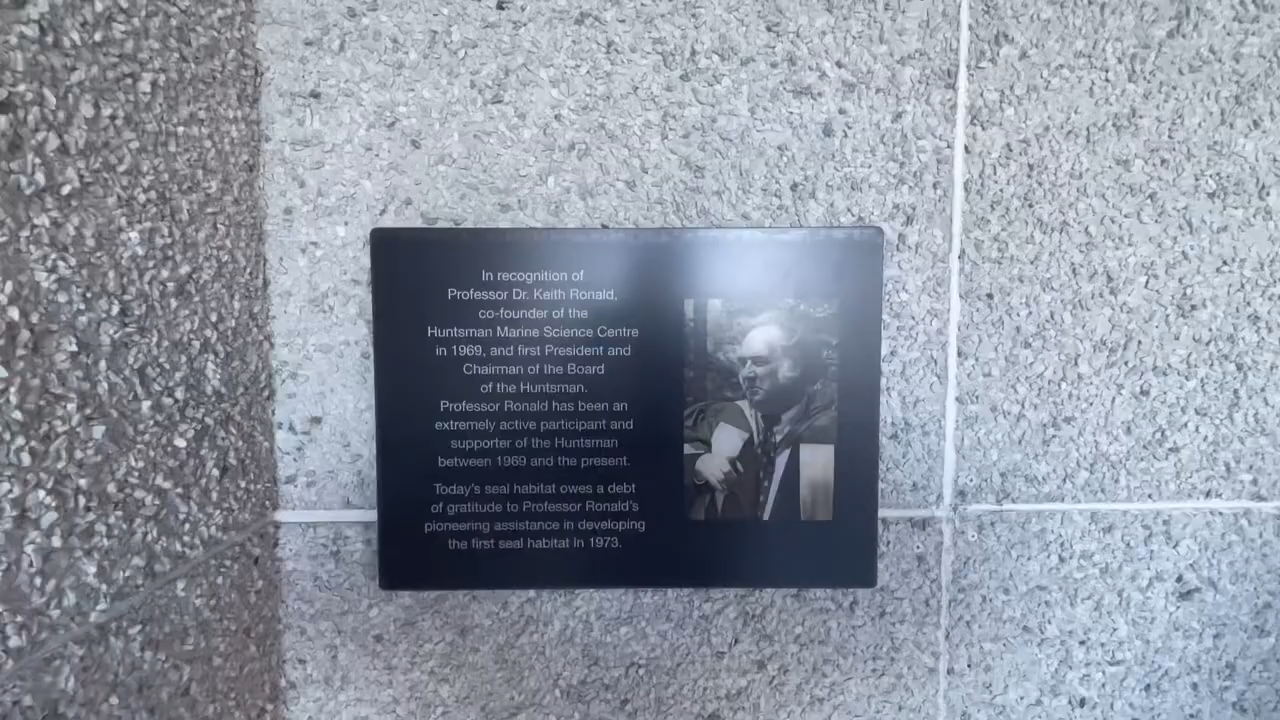 In recognition of
Professor Dr. Keith Ronald,
co-founder of the
Huntsman Marine Science Centre
in 1969, and first President and
Chairman of the Board
of the Huntsman.
Professor Ronald has been an
extremely active participant and
supporter of the Huntsman
between 1969 and the present.
Today's seal habitat owes a debt
of gratitude to Professor Ronald's
pioneering assistance in developing
the first seal habitat in 1973.